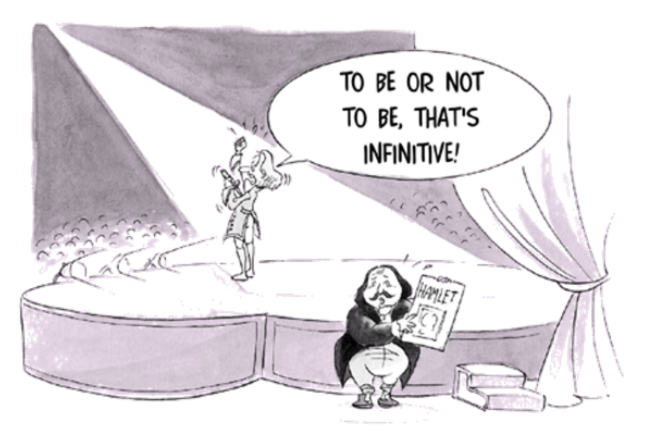 TO BE OR NOT
TO BE, THAT'S
INFINITIVE!
HAMLET